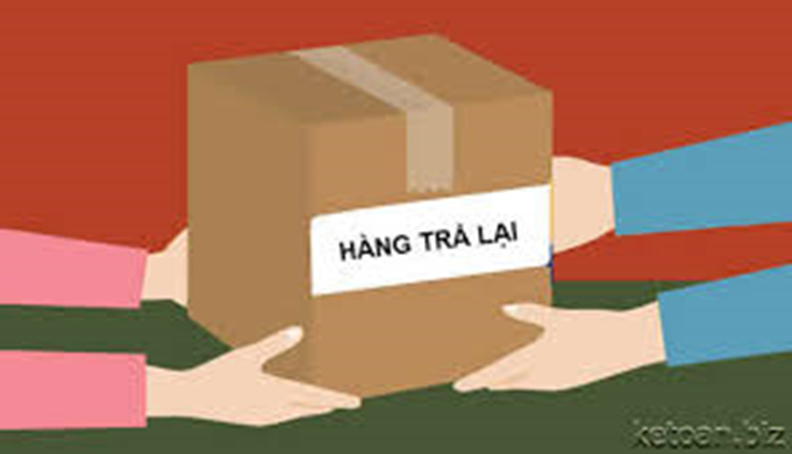 HÀNG TRẢ LẠI
ketoan.biz